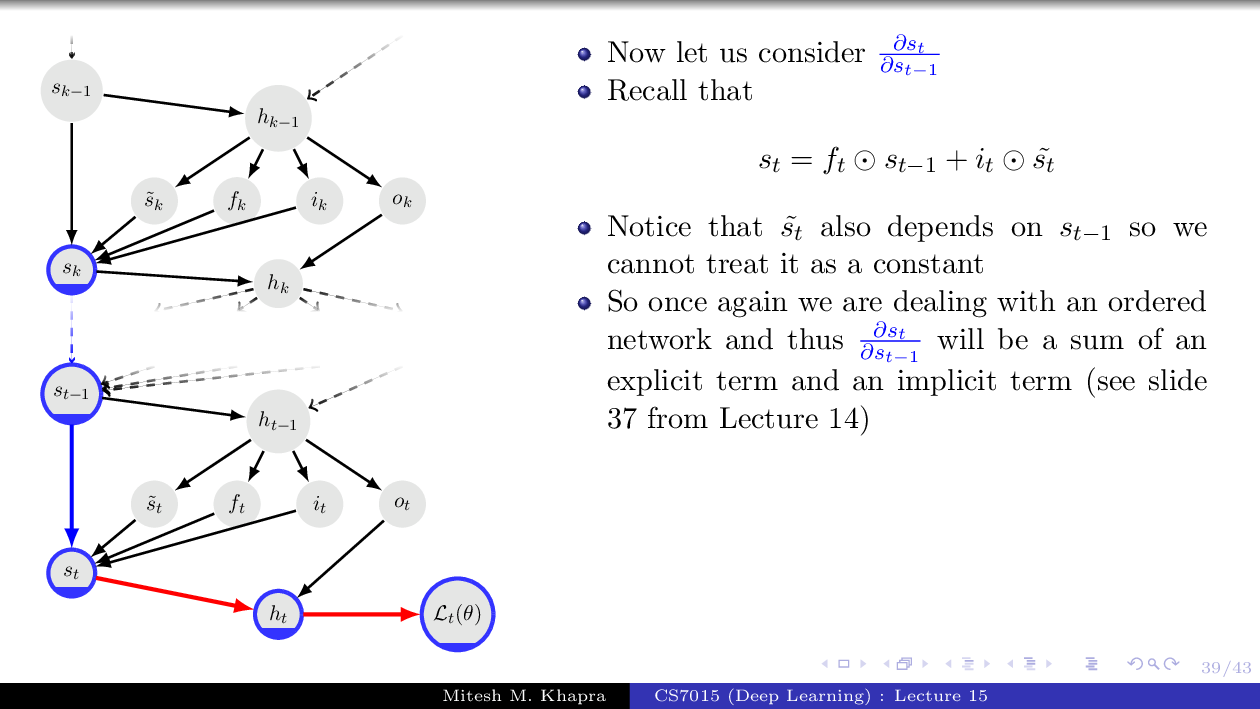 s_{k−1}
h_{k−1}
s̃_k
f_k
i_k
o_k
s_k
h_k
s_{t−1}
h_{t−1}
s̃_t
f_t
i_t
o_t
s_t
h_t
ℒ_t(θ)
Now let us consider ∂s_t/∂s_{t−1}
Recall that
s_t = f_t ⊙ s_{t−1} + i_t ⊙ s̃_t
Notice that s̃_t also depends on s_{t−1} so we
cannot treat it as a constant
So once again we are dealing with an ordered
network and thus ∂s_t/∂s_{t−1} will be a sum of an
explicit term and an implicit term (see slide
37 from Lecture 14)
39/43
Mitesh M. Khapra
CS7015 (Deep Learning) : Lecture 15